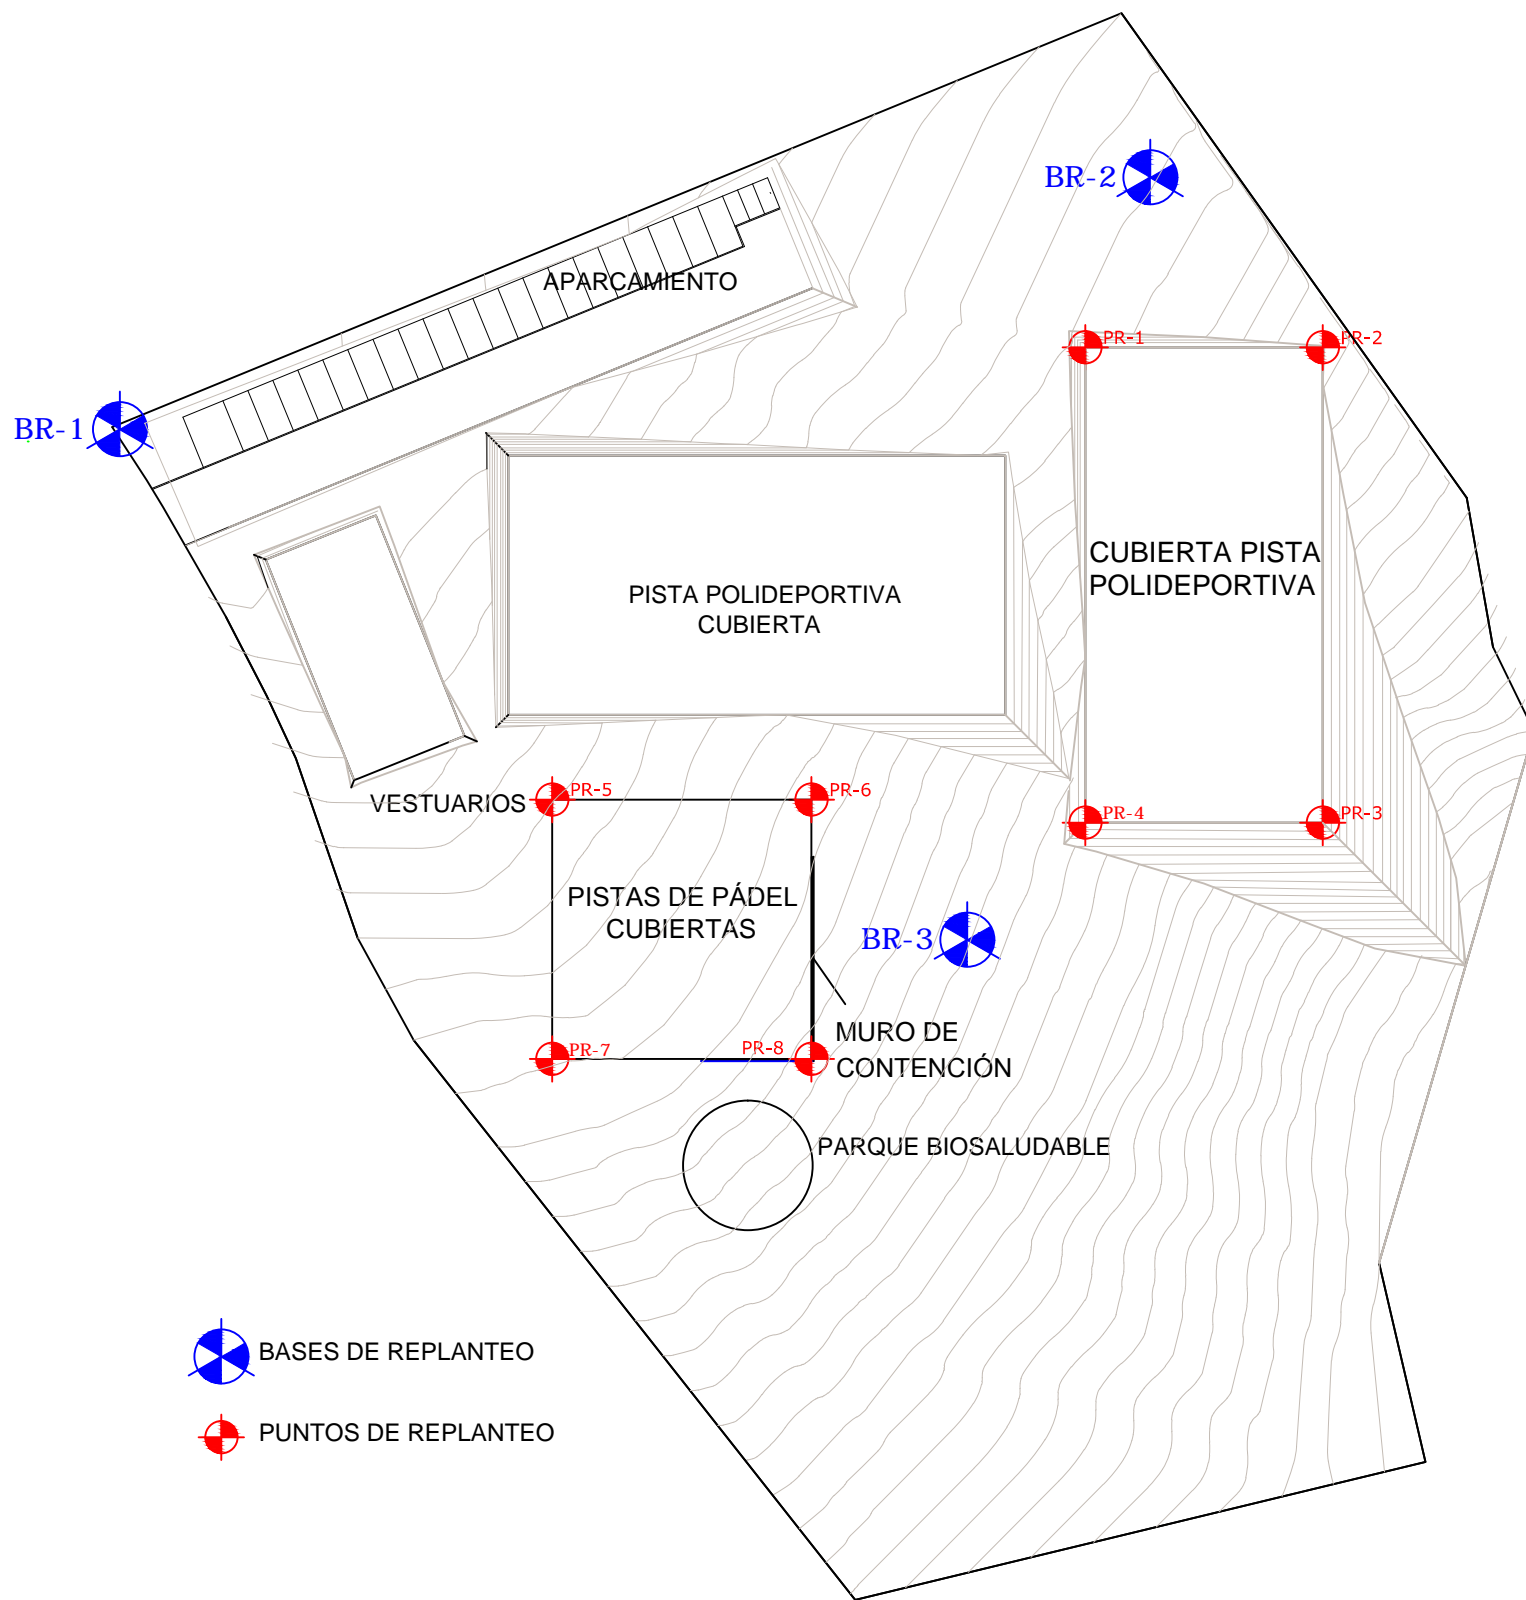 BR-2
APARCAMIENTO
PR-1
PR-2
BR-1
CUBIERTA PISTA
POLIDEPORTIVA
PISTA POLIDEPORTIVA
CUBIERTA
VESTUARIOS
PR-5
PR-6
PR-4
PR-3
PISTAS DE PÁDEL
CUBIERTAS
BR-3
MURO DE
CONTENCIÓN
PR-7
PR-8
PARQUE BIOSALUDABLE
BASES DE REPLANTEO
PUNTOS DE REPLANTEO